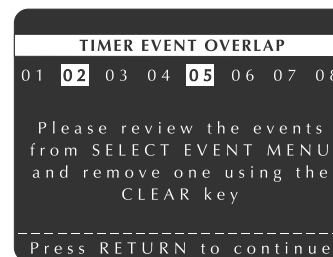 TIMER EVENT OVERLAP
01 02 03 04 05 06 07 08
Please review the events
from SELECT EVENT MENU
and remove one using the
CLEAR key
Press RETURN to continue